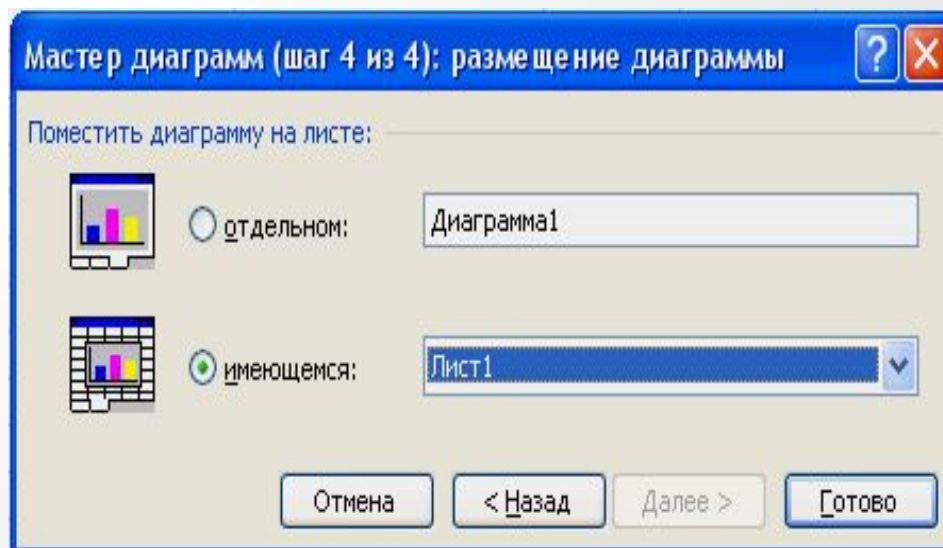 Мастер диаграмм (шаг 4 из 4): размещение диаграммы
Поместить диаграмму на листе:
отдельном: Диаграмма1
имеющемся: Лист1
Отмена < Назад Далее > Готово